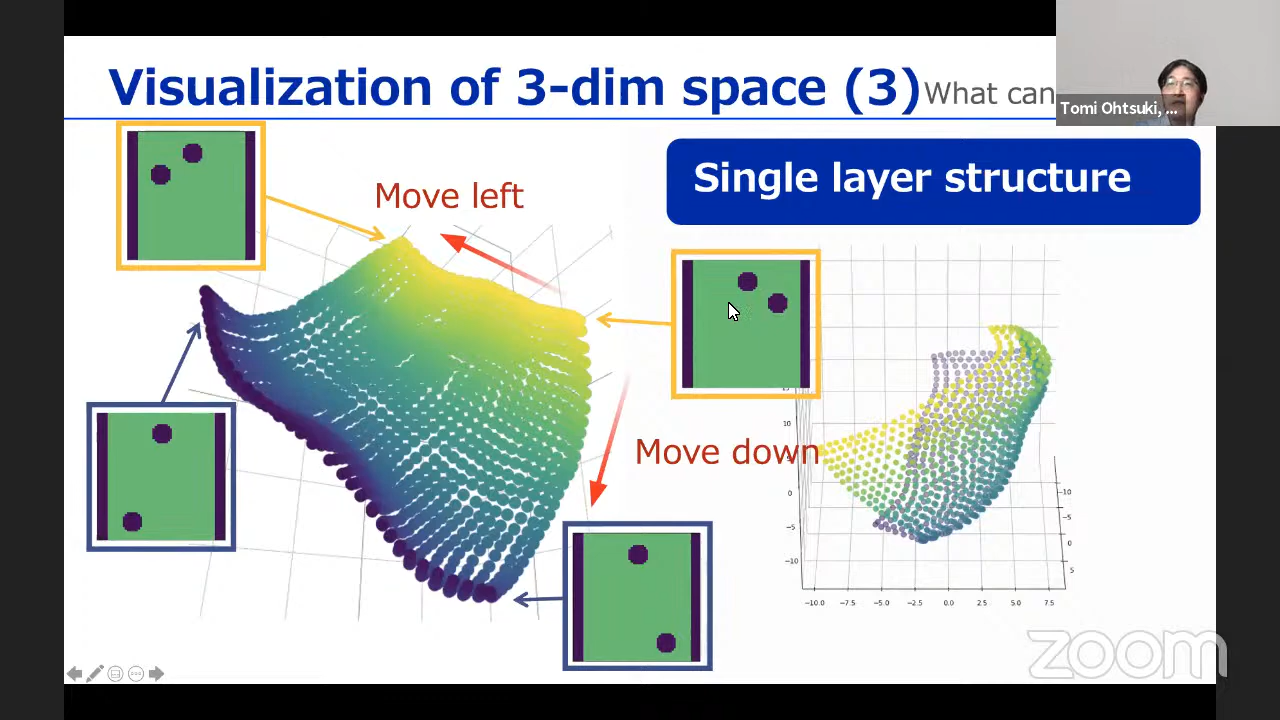 Visualization of 3-dim space (3)
What can
Tomi Ohtsuki, ...
Single layer structure
Move left
Move down
10
0
−5
−10
−10
−5
0
5
−10.0 −7.5 −5.0 −2.5 0.0 2.5 5.0 7.5
zoom